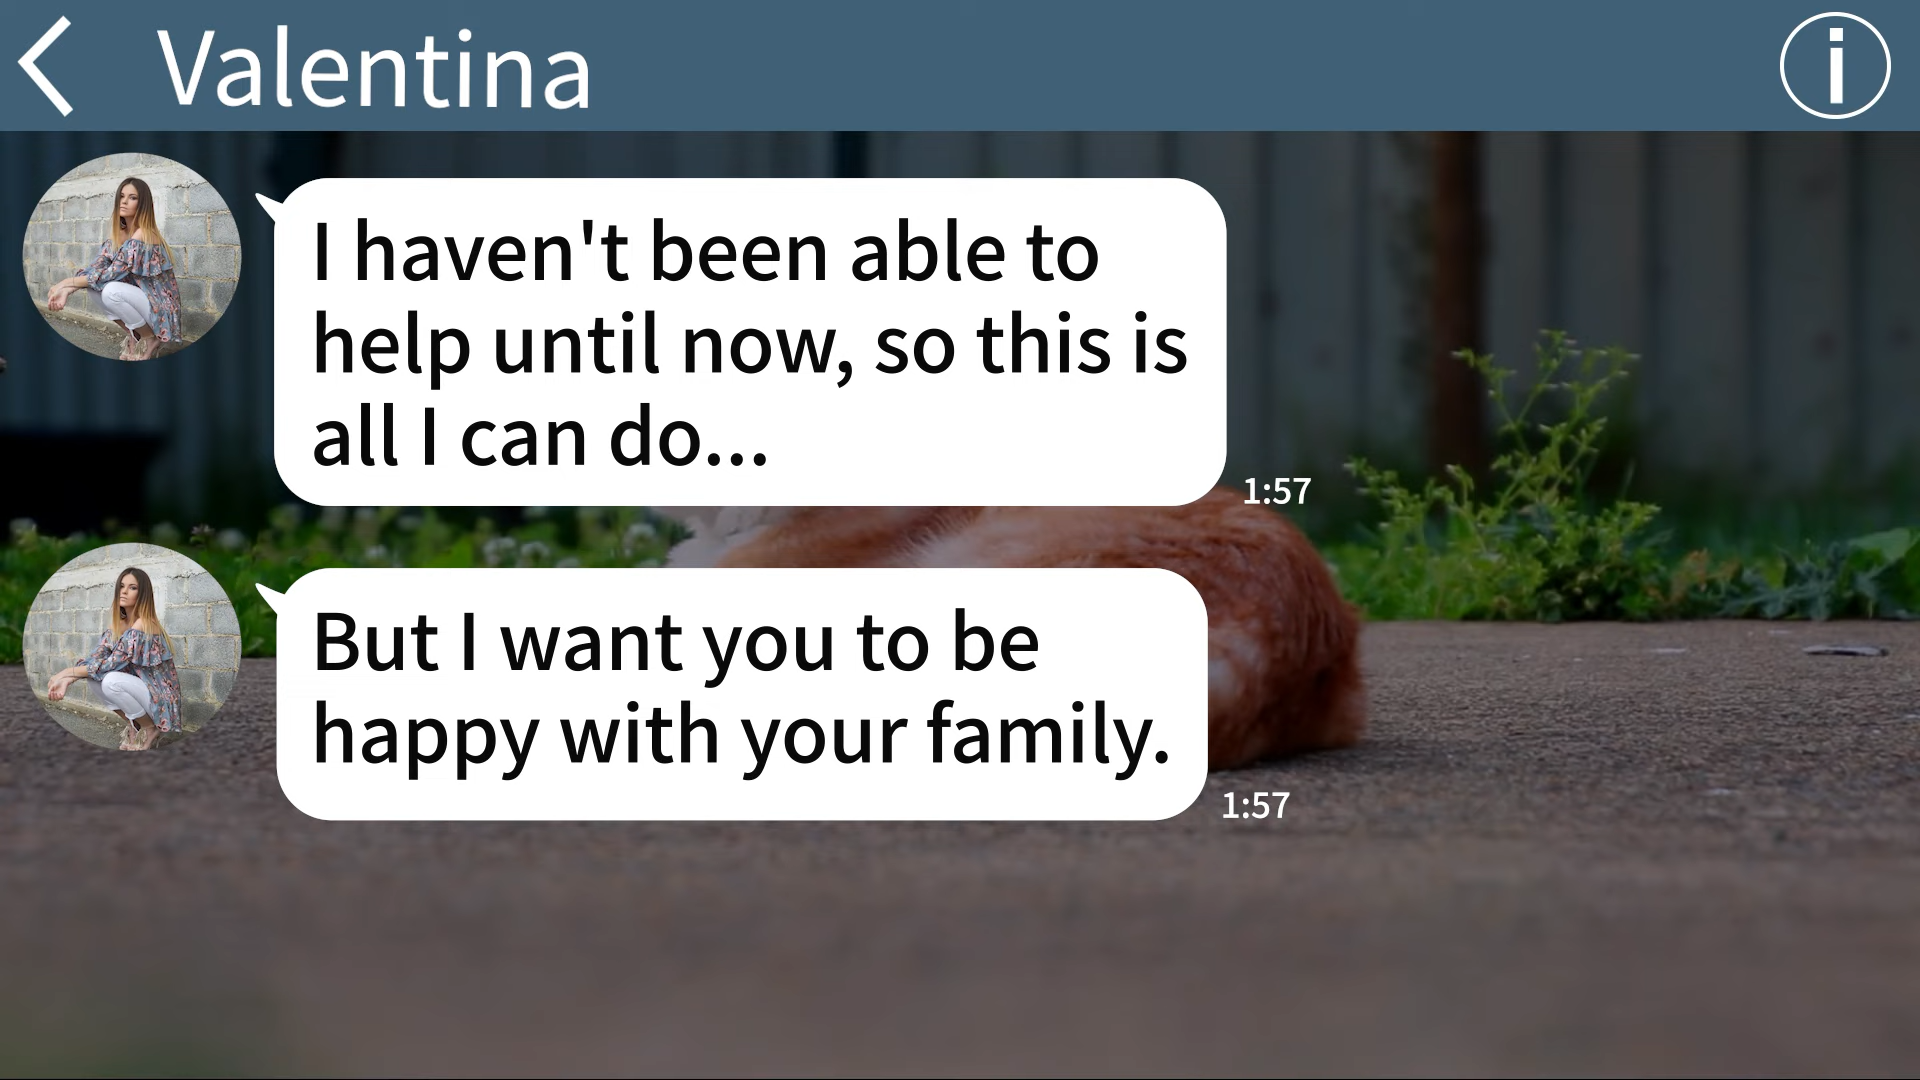 Valentina
I haven't been able to
help until now, so this is
all I can do...
1:57
But I want you to be
happy with your family.
1:57